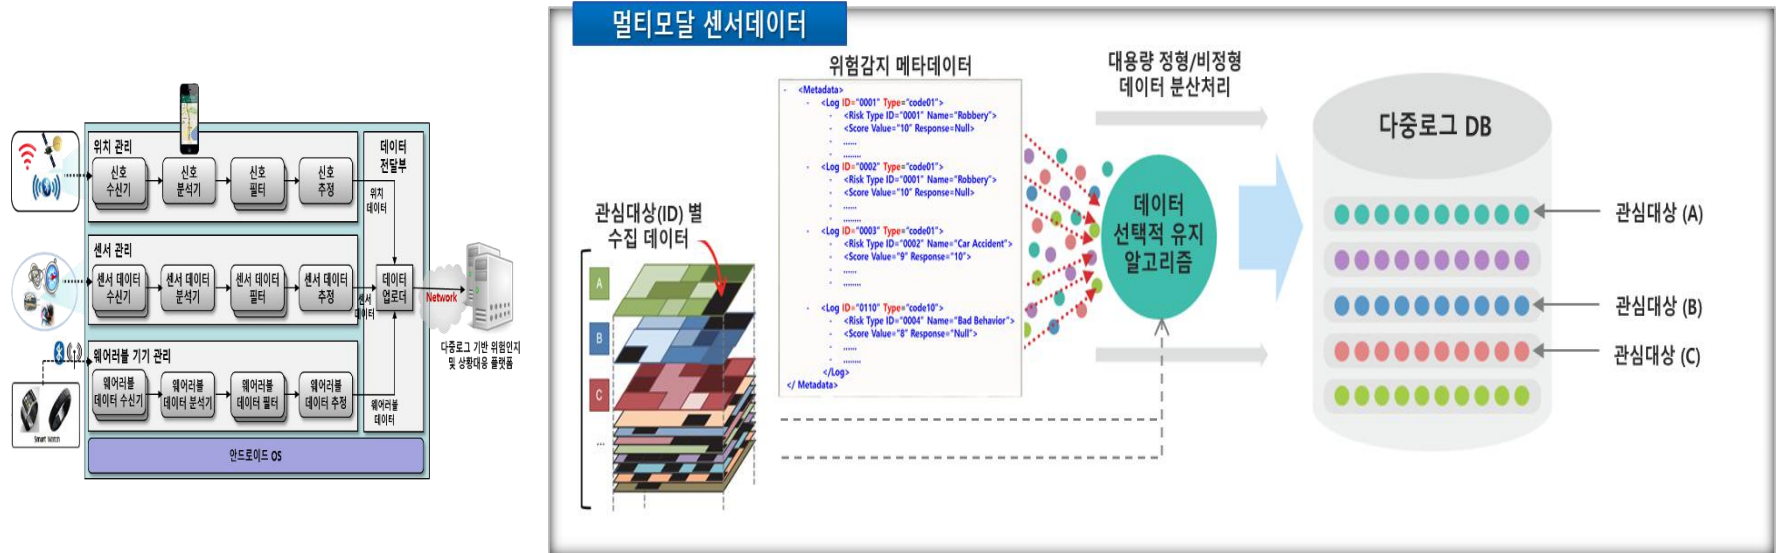 위치 관리
신호
수신기
신호
분석기
신호
필터
신호
추정
데이터
전달부
위치
데이터
센서 관리
센서 데이터
수신기
센서 데이터
분석기
센서 데이터
필터
센서 데이터
추정
데이터
업로더
센서
데이터
Network
다중로그 기반 위험인지
및 상황대응 플랫폼
웨어러블 기기 관리
웨어러블
데이터 수신기
웨어러블
데이터 분석기
웨어러블
데이터 필터
웨어러블
데이터 추정
웨어러블
데이터
Smart Watch
안드로이드 OS
멀티모달 센서데이터
관심대상(ID) 별
수집 데이터
A
B
C
...
위험감지 메타데이터
- <Metadata>
- <Log ID="0001" Type="code01">
- <Risk Type ID="0001" Name="Robbery">
- <Score Value="10" Response=Null>
- ......
- ........
- <Log ID="0002" Type="code01">
- <Risk Type ID="0001" Name="Robbery">
- <Score Value="10" Response=Null>
- ......
- ........
- <Log ID="0003" Type="code01">
- <Risk Type ID="0002" Name="Car Accident">
- <Score Value="9" Response="10">
- ......
- ........
- <Log ID="0110" Type="code10">
- <Risk Type ID="0004" Name="Bad Behavior">
- <Score Value="8" Response="Null">
- ......
- ........
</Log>
</ Metadata>
대용량 정형/비정형
데이터 분산처리
데이터
선택적 유지
알고리즘
다중로그 DB
관심대상 (A)
관심대상 (B)
관심대상 (C)